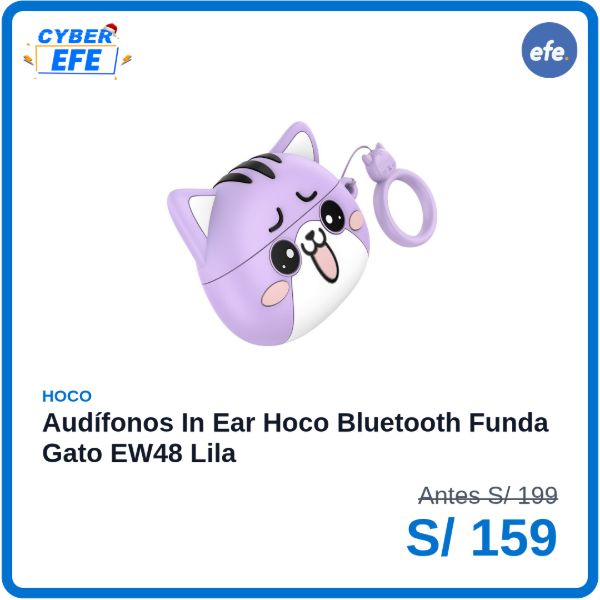 CYBER
EFE
efe.
HOCO
Audífonos In Ear Hoco Bluetooth Funda
Gato EW48 Lila
Antes S/ 199
S/ 159